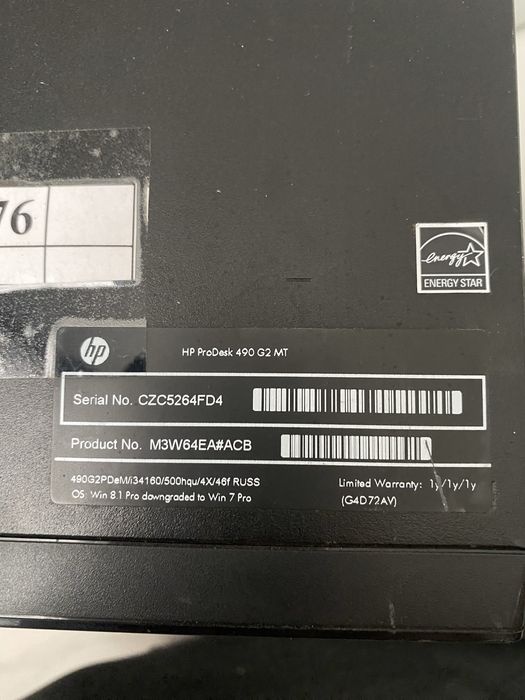 76
energy
ENERGY STAR
hp
HP ProDesk 490 G2 MT
Serial No. CZC5264FD4
Product No. M3W64EA#ACB
490G2PDeM/i34160/500hqu/4X/46f RUSS
Limited Warranty: 1y/1y/1y
OS: Win 8.1 Pro downgraded to Win 7 Pro
(G4D72AV)